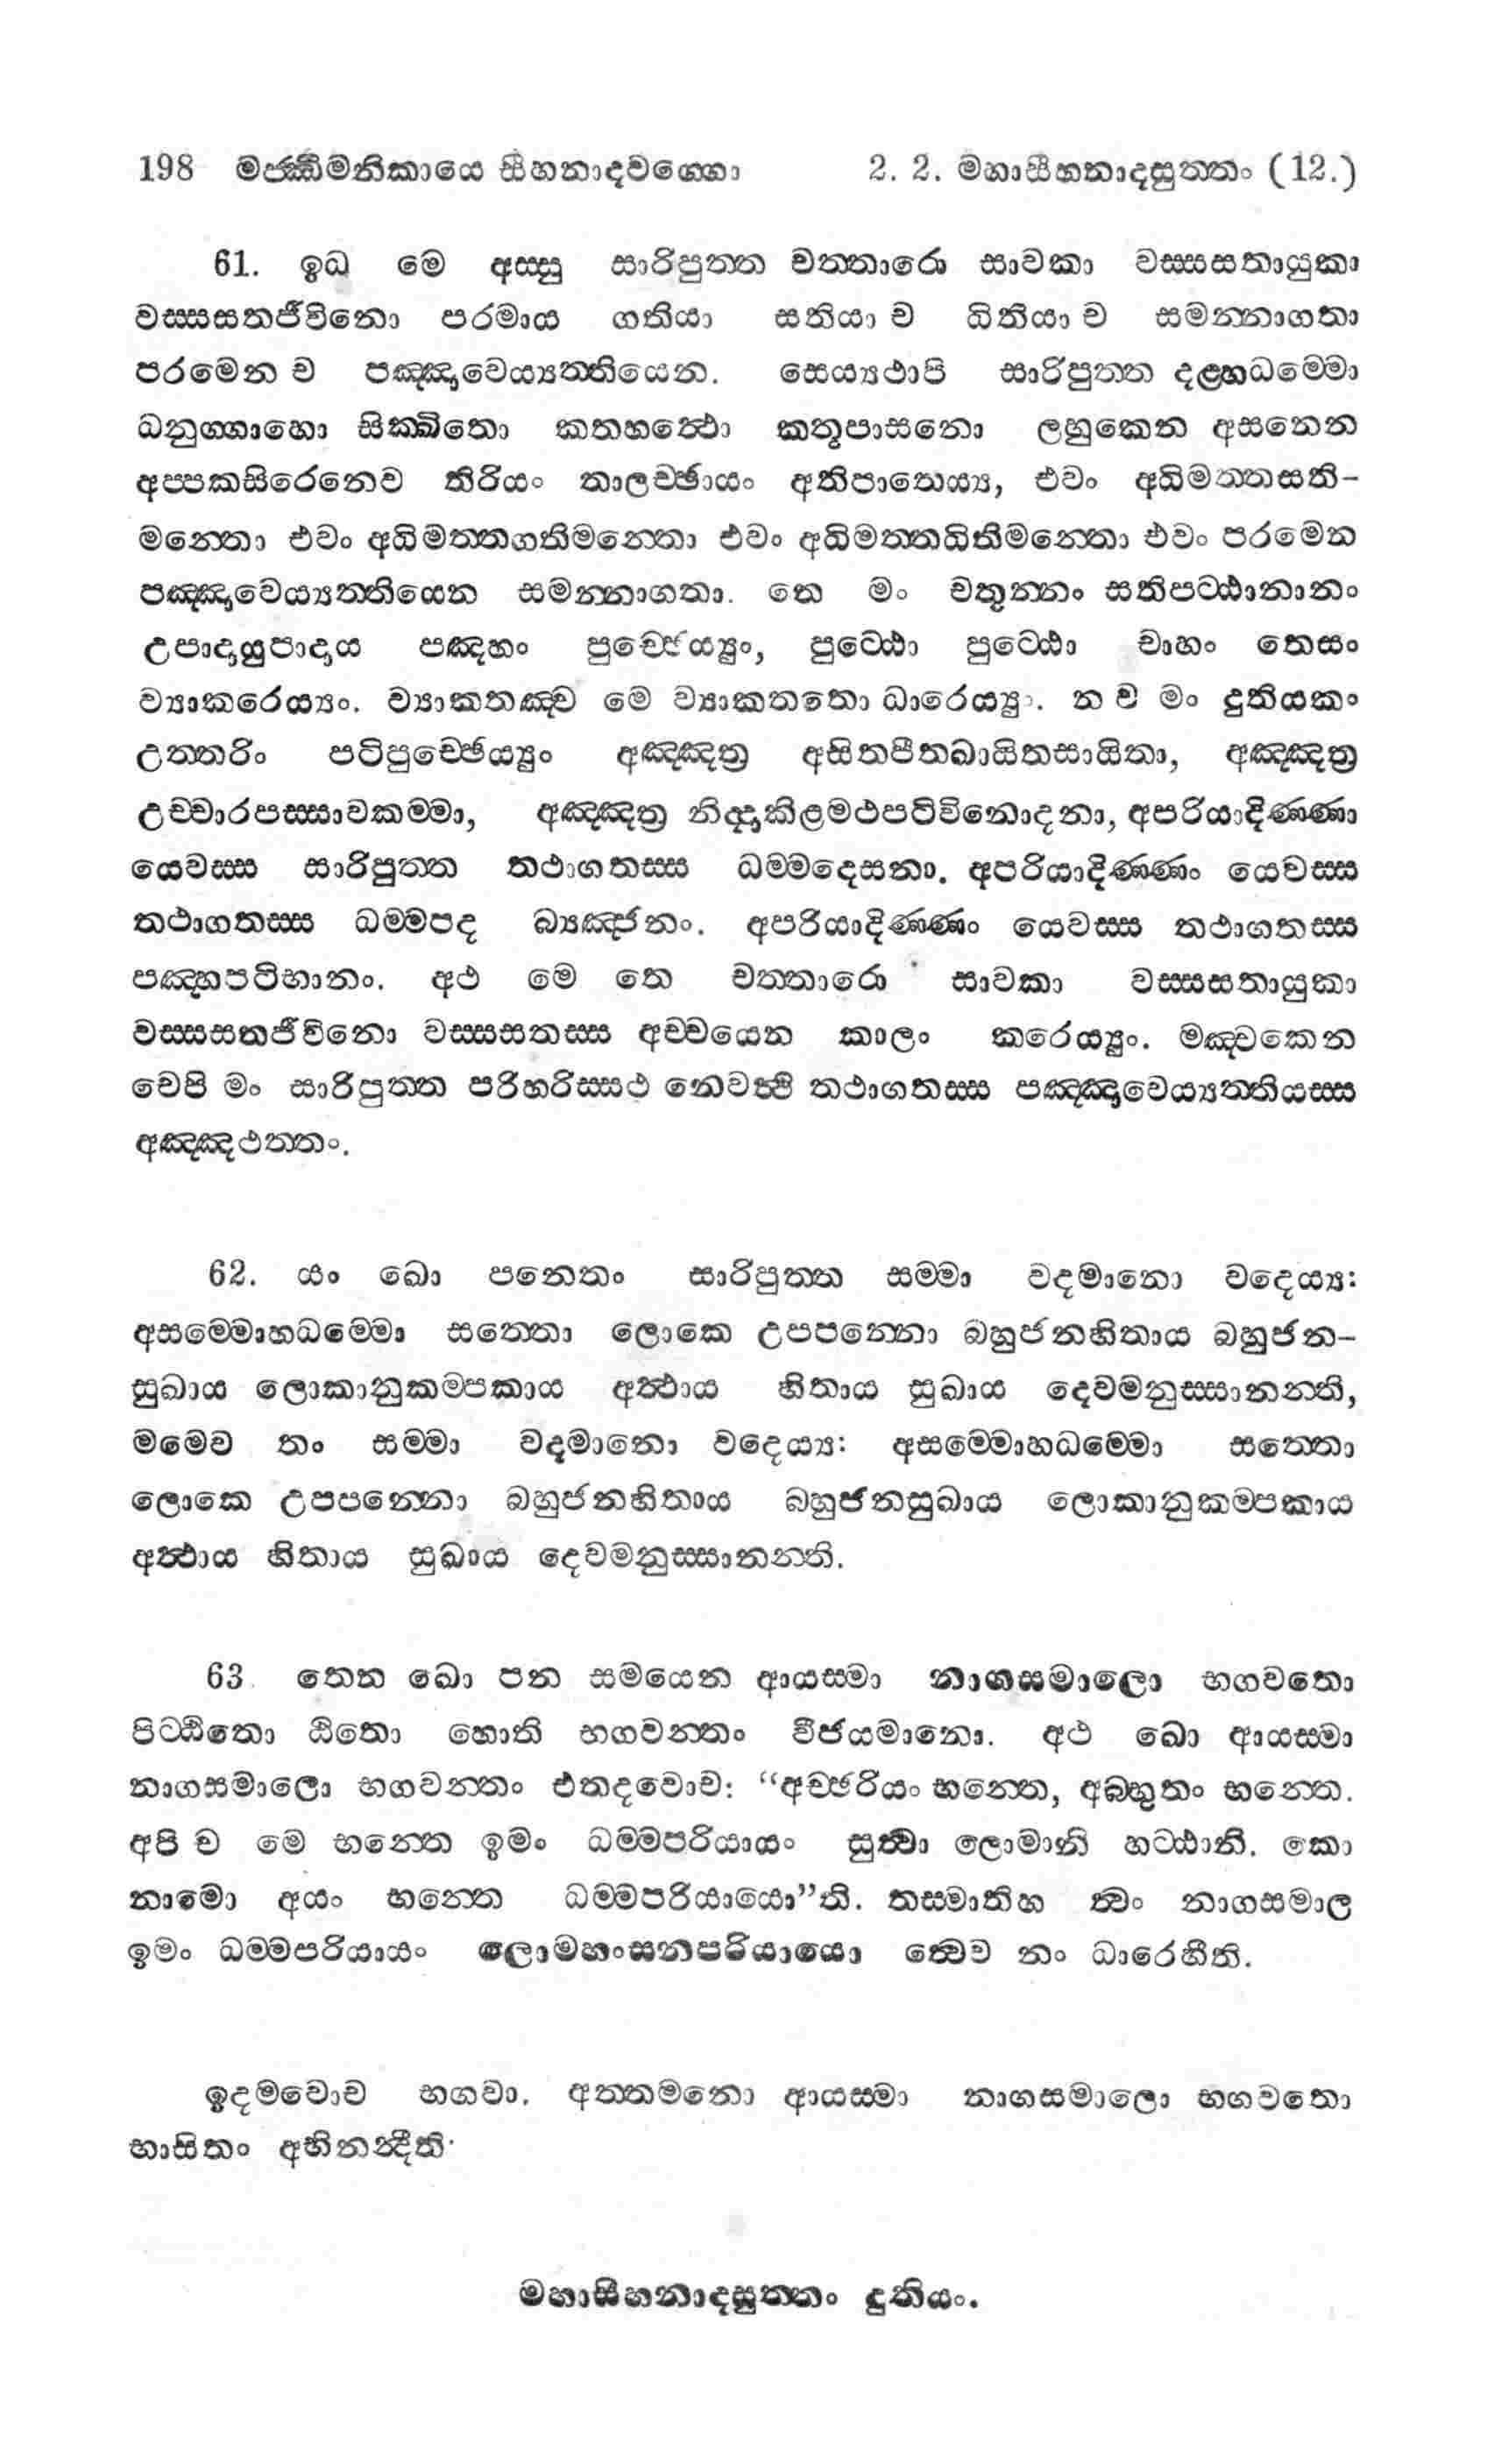 198 මජ්ඣිමනිකායෙ සීහනාදවග්ගො 2. 2. මහාසීහනාදසුත්තං (12.)
61. ඉධ මෙ අස්සු සාරිපුත්ත චත්තාරො සාවකා වස්සසතායුකා
වස්සසතජීවිනො පරමාය ගතියා සතියා ච ධිතියා ච සමන්නාගතා
පරමෙන ච පඤ්ඤාවෙය්‍යත්තියෙන. සෙය්‍යථාපි සාරිපුත්ත දළ්හධම්මො
ධනුග්ගාහො සික්ඛිතො කතහත්ථො කතූපාසනො ලහුකෙන අසනෙන
අප්පකසිරෙනෙව තිරියං තාලච්ඡායං අතිපාතෙය්‍ය, එවං අධිමත්තසති-
මන්තො එවං අධිමත්තගතිමන්තො එවං අධිමත්තධිතිමන්තො එවං පරමෙන
පඤ්ඤාවෙය්‍යත්තියෙන සමන්නාගතා. තෙ මං චතුන්නං සතිපට්ඨානානං
උපාදායුපාදාය පඤ්හං පුච්ඡෙය්‍යුං, පුට්ඨො පුට්ඨො චාහං තෙසං
ව්‍යාකරෙය්‍යං. ව්‍යාකතඤ්ච මෙ ව්‍යාකතතො ධාරෙය්‍යුං. න ච මං දුතියකං
උත්තරිං පටිපුච්ඡෙය්‍යුං අඤ්ඤත්‍ර අසිතපීතඛායිතසායිතා, අඤ්ඤත්‍ර
උච්චාරපස්සාවකම්මා, අඤ්ඤත්‍ර නිද්දාකිළමථපටිවිනොදනා, අපරියාදිණ්ණා
යෙවස්ස සාරිපුත්ත තථාගතස්ස ධම්මදෙසනා. අපරියාදිණ්ණං යෙවස්ස
තථාගතස්ස ධම්මපද බ්‍යඤ්ජනං. අපරියාදිණ්ණං යෙවස්ස තථාගතස්ස
පඤ්හපටිභානං. අථ මෙ තෙ චත්තාරො සාවකා වස්සසතායුකා
වස්සසතජීවිනො වස්සසතස්ස අච්චයෙන කාලං කරෙය්‍යුං. මඤ්චකෙන
චෙපි මං සාරිපුත්ත පරිහරිස්සථ නෙවත්ථි තථාගතස්ස පඤ්ඤාවෙය්‍යත්තියස්ස
අඤ්ඤථත්තං.
62. යං ඛො පනෙතං සාරිපුත්ත සම්මා වදමානො වදෙය්‍ය:
අසම්මොහධම්මො සත්තො ලොකෙ උපපන්නො බහුජනහිතාය බහුජන-
සුඛාය ලොකානුකම්පකාය අත්ථාය හිතාය සුඛාය දෙවමනුස්සානන්ති,
මමෙව තං සම්මා වදමානො වදෙය්‍ය: අසම්මොහධම්මො සත්තො
ලොකෙ උපපන්නො බහුජනහිතාය බහුජනසුඛාය ලොකානුකම්පකාය
අත්ථාය හිතාය සුඛාය දෙවමනුස්සානන්ති.
63. තෙන ඛො පන සමයෙන ආයස්මා නාගසමාලො භගවතො
පිට්ඨිතො ඨිතො හොති භගවන්තං වීජයමානො. අථ ඛො ආයස්මා
නාගසමාලො භගවන්තං එතදවොච: “අච්ඡරියං භන්තෙ, අබ්භුතං භන්තෙ.
අපි ච මෙ භන්තෙ ඉමං ධම්මපරියායං සුත්වා ලොමානි හට්ඨානි. කො
නාමො අයං භන්තෙ ධම්මපරියායො”ති. තස්මාතිහ ත්වං නාගසමාල
ඉමං ධම්මපරියායං ලොමහංසනපරියායො ත්වෙව නං ධාරෙහීති.
ඉදමවොච භගවා. අත්තමනො ආයස්මා නාගසමාලො භගවතො
භාසිතං අභිනන්දීති.
මහාසීහනාදසුත්තං දුතියං.